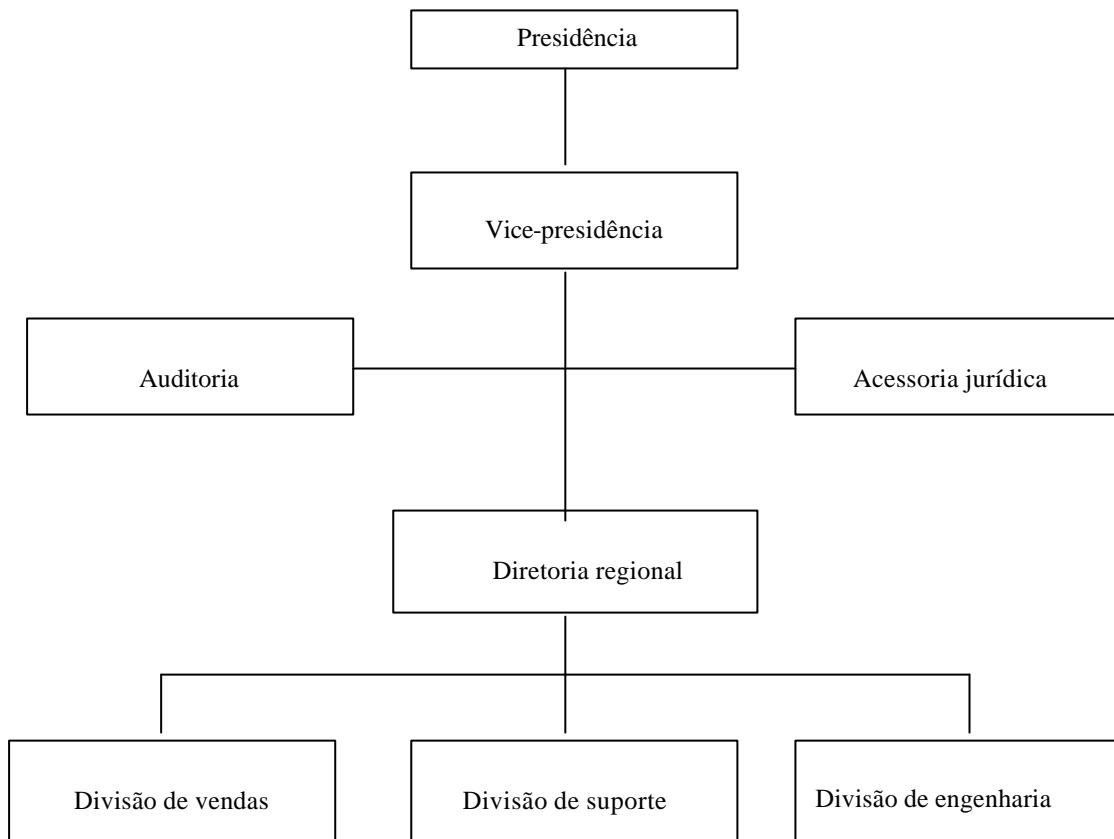 Presidência
Vice-presidência
Auditoria
Acessoria jurídica
Diretoria regional
Divisão de vendas
Divisão de suporte
Divisão de engenharia